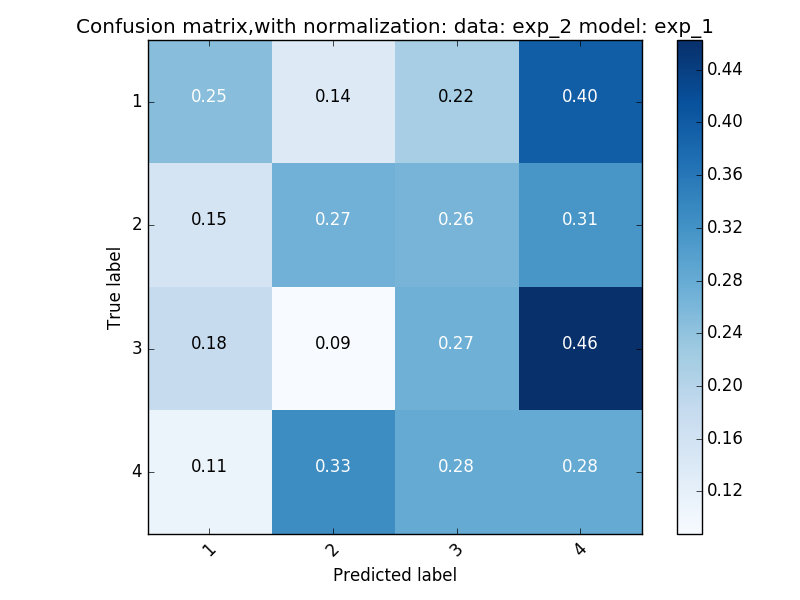 Confusion matrix,with normalization: data: exp_2 model: exp_1
True label
1 0.25 0.14 0.22 0.40
2 0.15 0.27 0.26 0.31
3 0.18 0.09 0.27 0.46
4 0.11 0.33 0.28 0.28
1 2 3 4
Predicted label
0.44
0.40
0.36
0.32
0.28
0.24
0.20
0.16
0.12